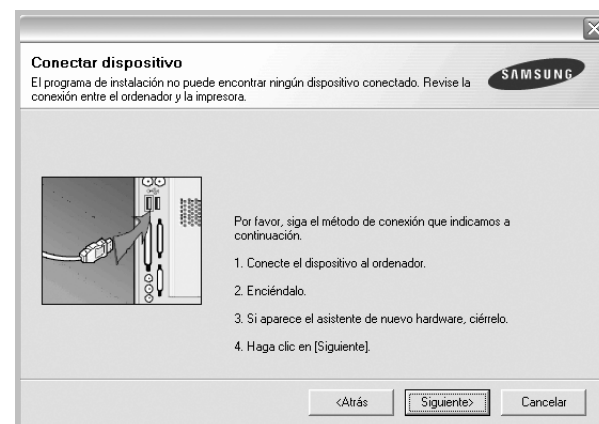 Conectar dispositivo
El programa de instalación no puede encontrar ningún dispositivo conectado. Revise la
conexión entre el ordenador y la impresora.
SAMSUNG
Por favor, siga el método de conexión que indicamos a
continuación.
1. Conecte el dispositivo al ordenador.
2. Enciéndalo.
3. Si aparece el asistente de nuevo hardware, ciérrelo.
4. Haga clic en [Siguiente].
<Atrás
Siguiente>
Cancelar